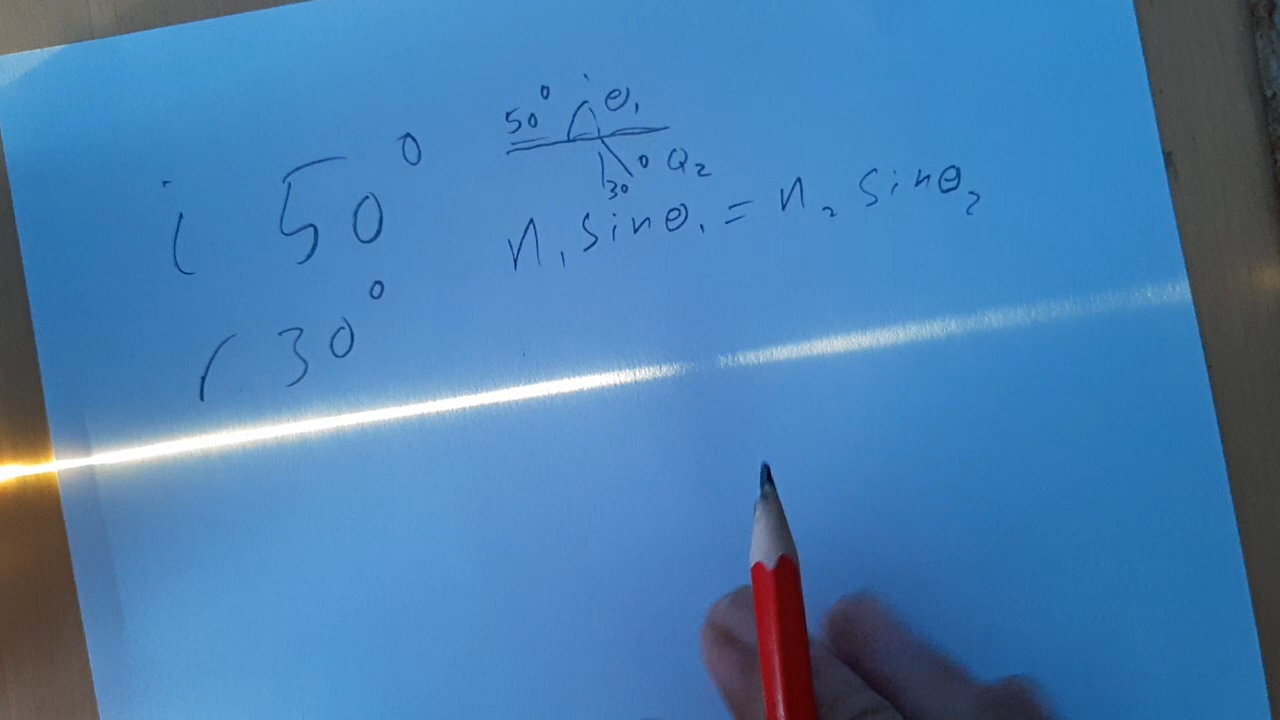 i 50°
r 30°
50° θ₁
30° θ₂
n₁ sinθ₁ = n₂ sinθ₂